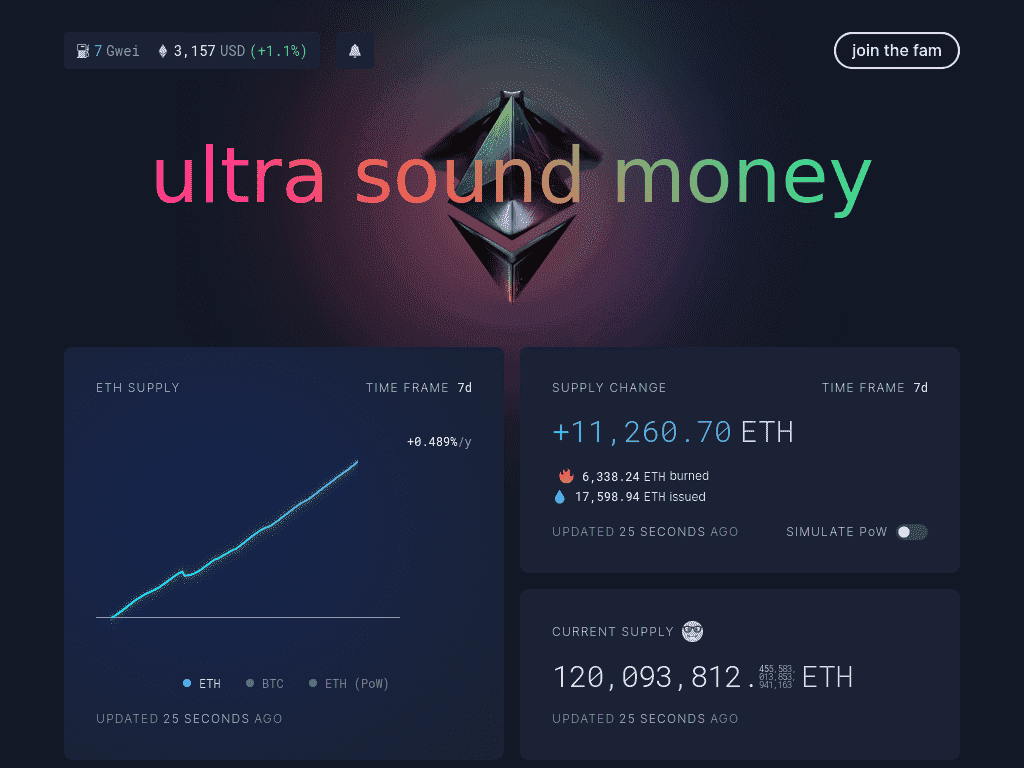 7 Gwei 3,157 USD (+1.1%)
join the fam
ultra sound money
ETH SUPPLY
TIME FRAME 7d
+0.489%/y
ETH BTC ETH (PoW)
UPDATED 25 SECONDS AGO
SUPPLY CHANGE
TIME FRAME 7d
+11,260.70 ETH
6,338.24 ETH burned
17,598.94 ETH issued
UPDATED 25 SECONDS AGO
SIMULATE PoW
CURRENT SUPPLY
120,093,812.
455,583,
013,853,
941,163
ETH
UPDATED 25 SECONDS AGO